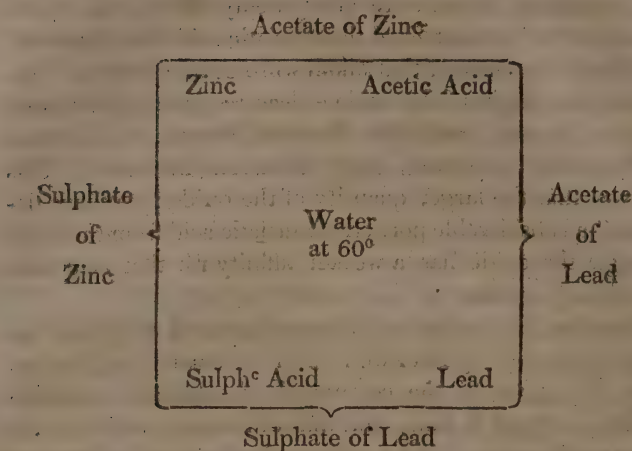 Acetate of Zinc
Zinc Acetic Acid
Sulphate
of
Zinc
Water
at 60°
Acetate
of
Lead
Sulphᶜ Acid Lead
Sulphate of Lead